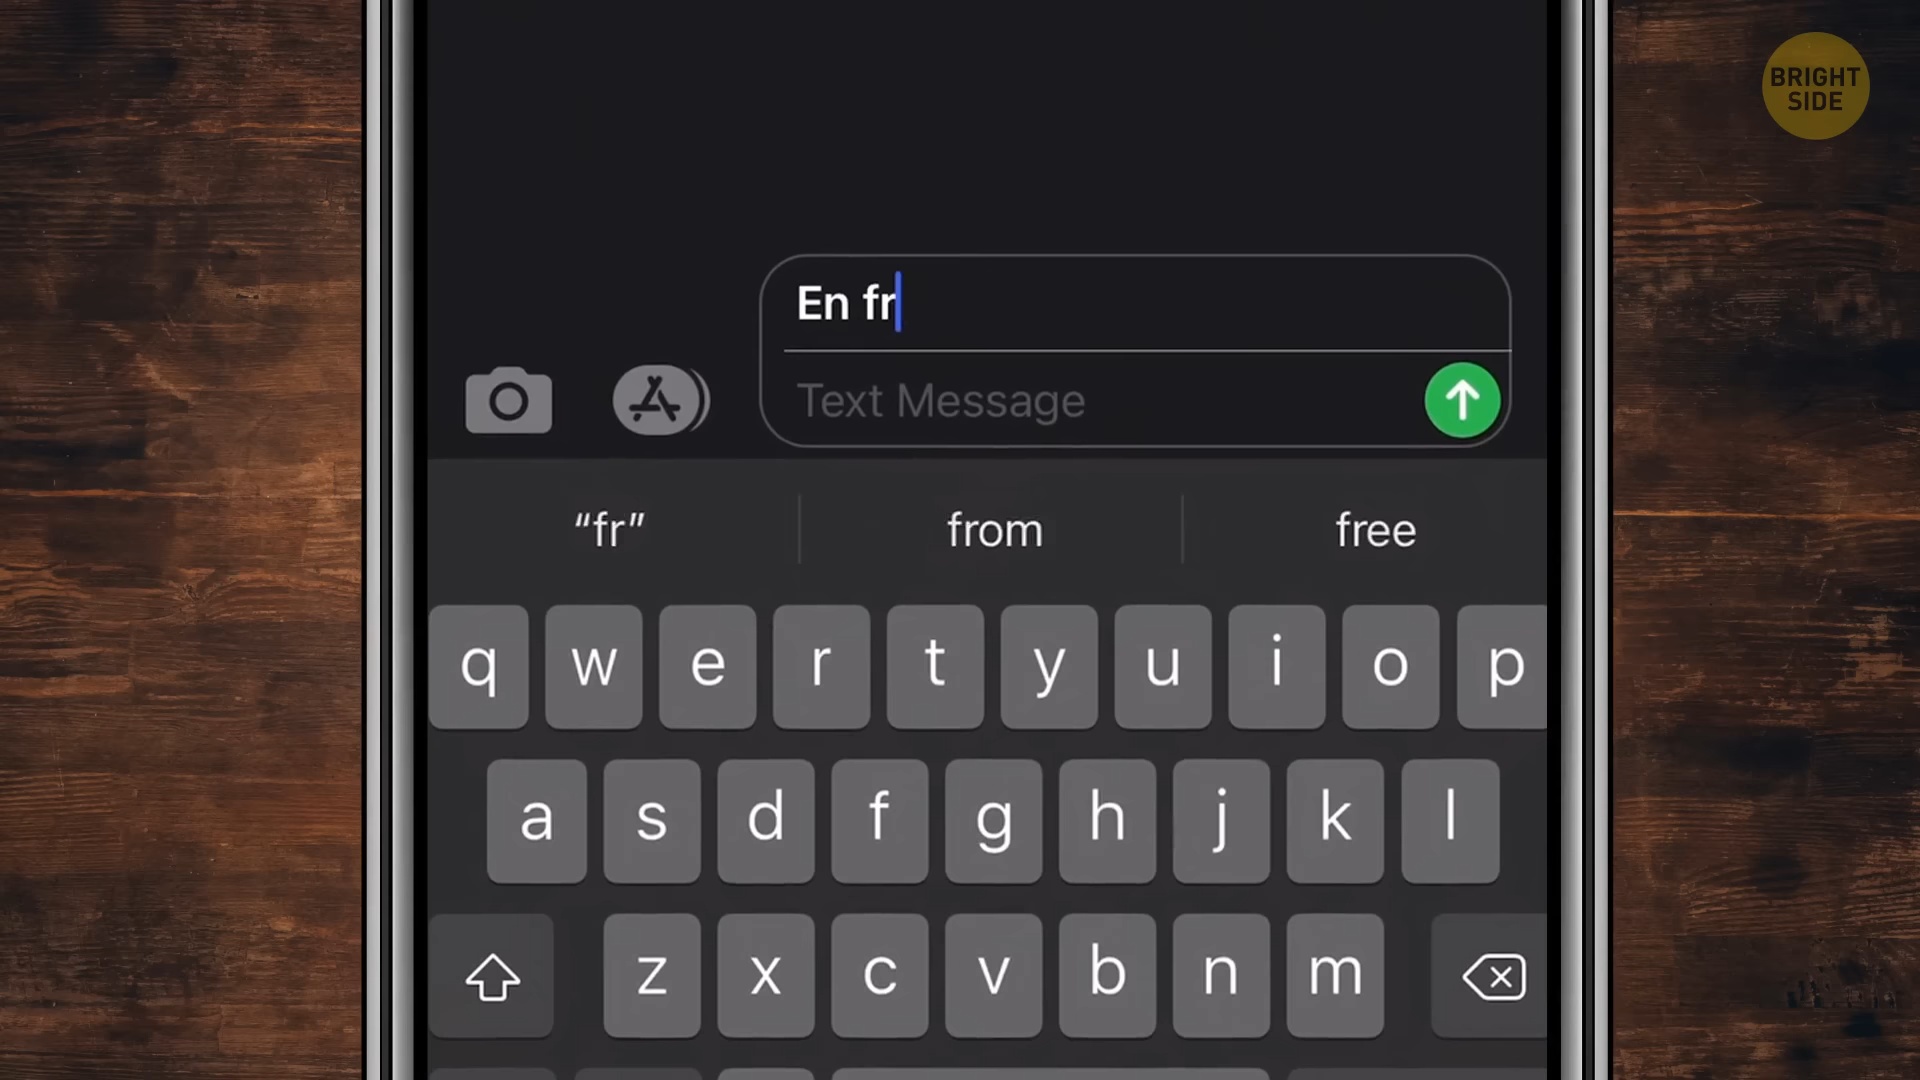 BRIGHT
SIDE
En fr
Text Message
“fr” from free
q w e r t y u i o p
a s d f g h j k l
z x c v b n m